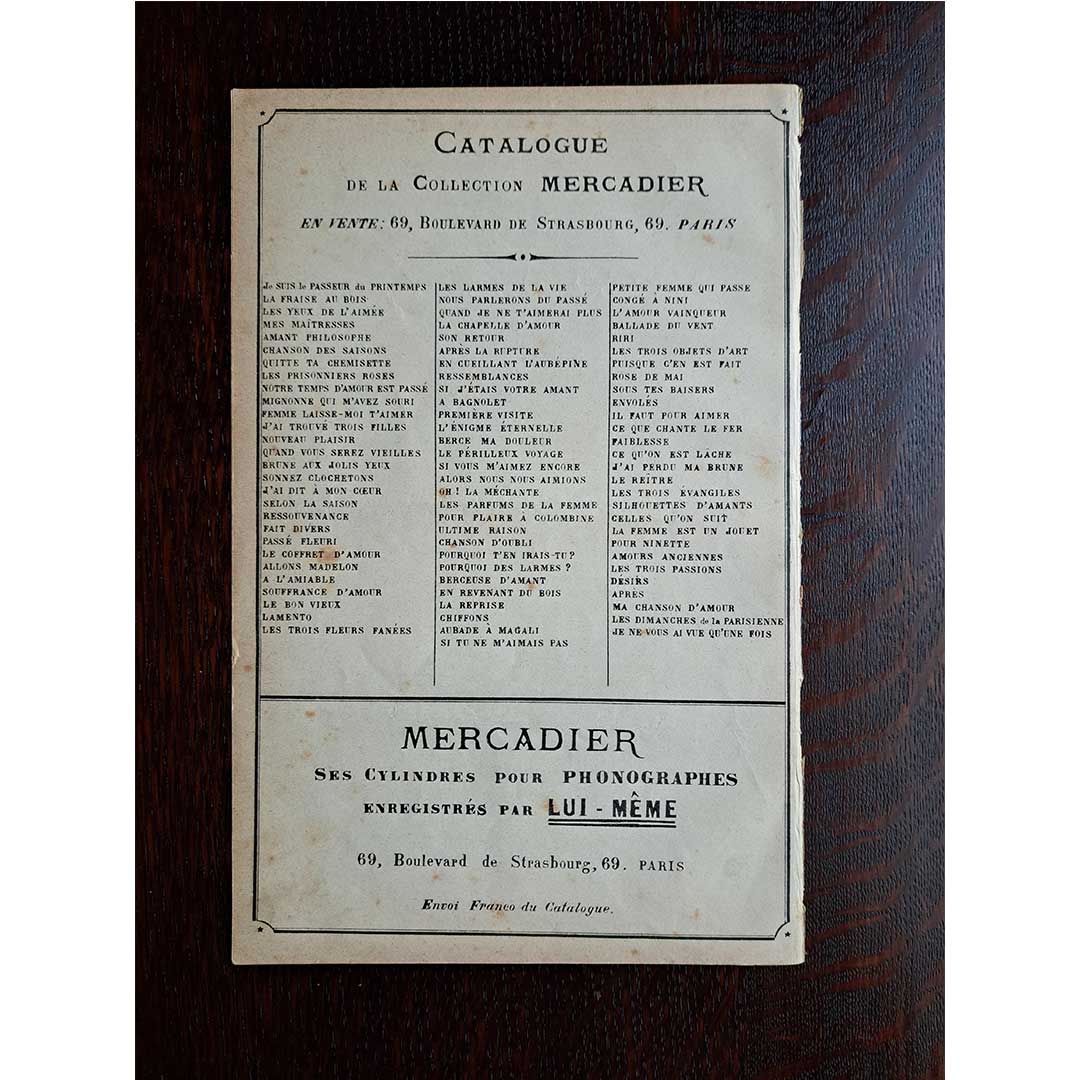 CATALOGUE
DE LA COLLECTION MERCADIER
EN VENTE: 69, BOULEVARD DE STRASBOURG, 69. PARIS
Je SUIS le PASSEUR du PRINTEMPS
LA FRAISE AU BOIS
LES YEUX DE L'AIMÉE
MES MAÎTRESSES
AMANT PHILOSOPHE
CHANSON DES SAISONS
QUITTE TA CHEMISETTE
LES PRISONNIERS ROSES
NOTRE TEMPS D'AMOUR EST PASSÉ
MIGNONNE QUI M'AVEZ SOURI
FEMME LAISSE-MOI T'AIMER
J'AI TROUVÉ TROIS FILLES
NOUVEAU PLAISIR
QUAND VOUS SEREZ VIEILLES
BRUNE AUX JOLIS YEUX
SONNEZ CLOCHETONS
J'AI DIT À MON CŒUR
SELON LA SAISON
RESSOUVENANCE
FAIT DIVERS
PASSÉ FLEURI
LE COFFRET D'AMOUR
ALLONS MADELON
A L'AMIABLE
SOUFFRANCE D'AMOUR
LE BON VIEUX
LAMENTO
LES TROIS FLEURS FANÉES
LES LARMES DE LA VIE
NOUS PARLERONS DU PASSÉ
QUAND JE NE T'AIMERAI PLUS
LA CHAPELLE D'AMOUR
SON RETOUR
APRÈS LA RUPTURE
EN CUEILLANT L'AUBÉPINE
RESSEMBLANCES
SI J'ÉTAIS VOTRE AMANT
A BAGNOLET
PREMIÈRE VISITE
L'ÉNIGME ÉTERNELLE
BERCE MA DOULEUR
LE PÉRILLEUX VOYAGE
SI VOUS M'AIMEZ ENCORE
ALORS NOUS NOUS AIMIONS
OH ! LA MÉCHANTE
LES PARFUMS DE LA FEMME
POUR PLAIRE À COLOMBINE
ULTIME RAISON
CHANSON D'OUBLI
POURQUOI T'EN IRAIS-TU ?
POURQUOI DES LARMES ?
BERCEUSE D'AMANT
EN REVENANT DU BOIS
LA REPRISE
CHIFFONS
AUBADE À MAGALI
SI TU NE M'AIMAIS PAS
PETITE FEMME QUI PASSE
CONGÉ À NINI
L'AMOUR VAINQUEUR
BALLADE DU VENT
RIRI
LES TROIS OBJETS D'ART
PUISQUE C'EN EST FAIT
ROSE DE MAI
SOUS TES BAISERS
ENVOLÉS
IL FAUT POUR AIMER
CE QUE CHANTE LE FER
FAIBLESSE
CE QU'ON EST LÂCHE
J'AI PERDU MA BRUNE
LE REITRE
LES TROIS ÉVANGILES
SILHOUETTES D'AMANTS
CELLES QU'ON SUIT
LA FEMME EST UN JOUET
POUR NINETTE
AMOURS ANCIENNES
LES TROIS PASSIONS
DÉSIRS
APRÈS
MA CHANSON D'AMOUR
LES DIMANCHES de la PARISIENNE
JE NE VOUS AI VUE QU'UNE FOIS
MERCADIER
SES CYLINDRES POUR PHONOGRAPHES
ENREGISTRÉS PAR LUI-MÊME
69, Boulevard de Strasbourg, 69. PARIS
Envoi Franco du Catalogue.